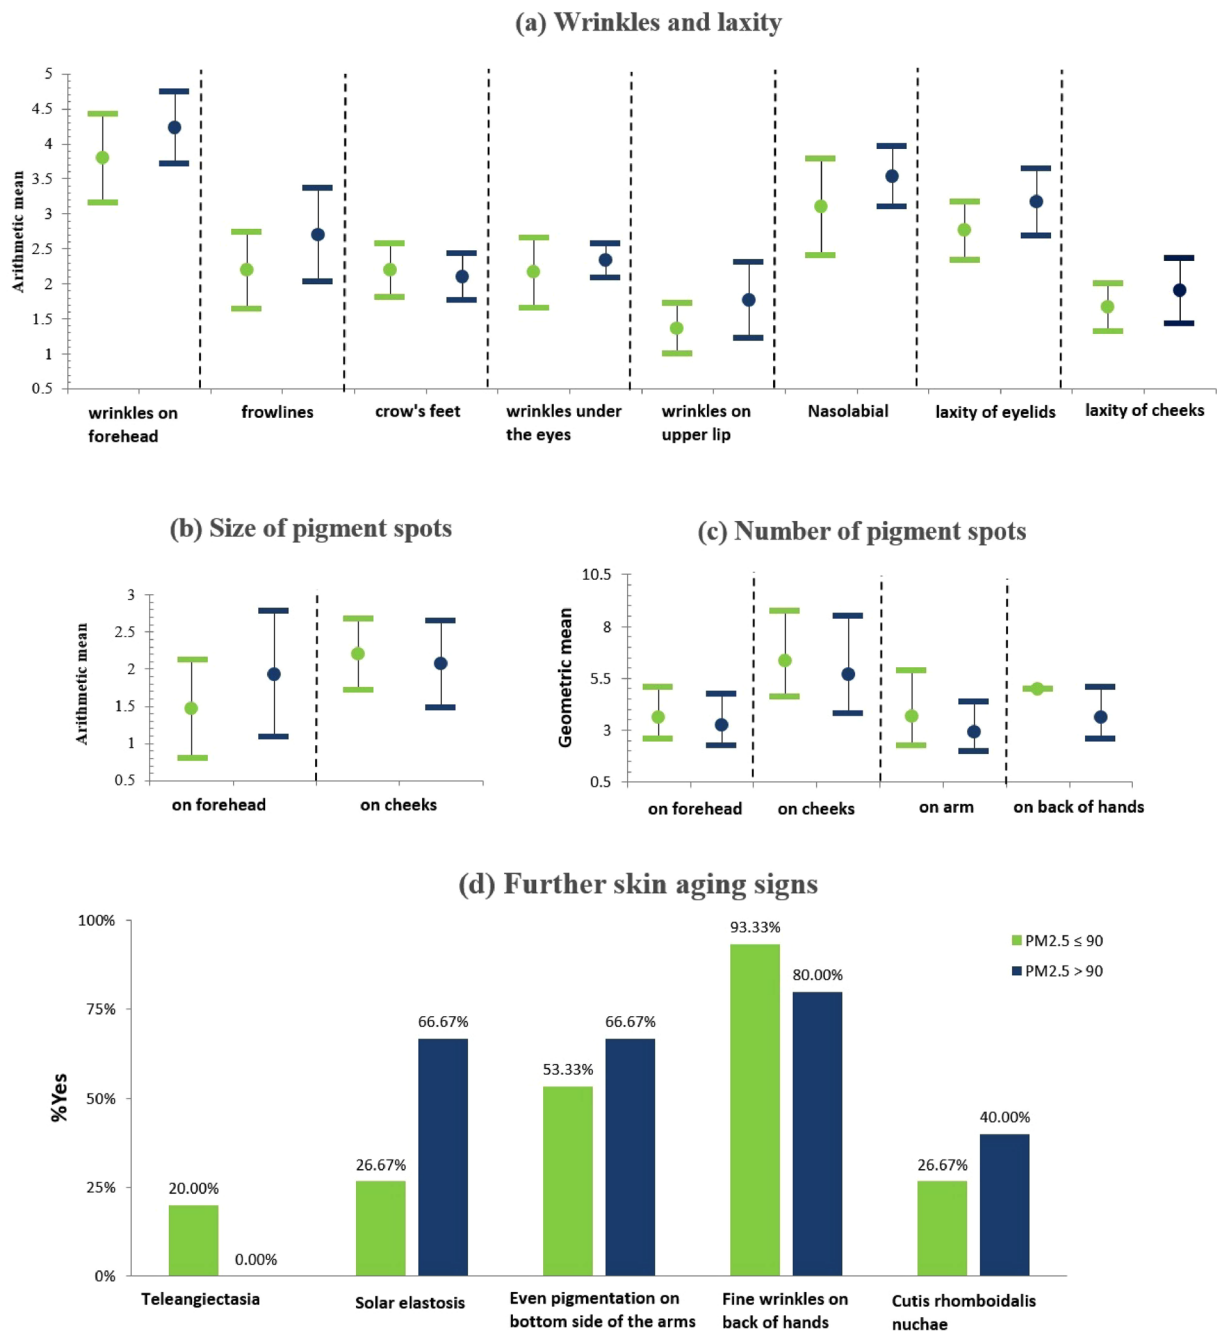 (a) Wrinkles and laxity
5
4.5
4
3.5
3
2.5
2
1.5
1
0.5
Arithmetic mean
wrinkles on
forehead
frowlines
crow's feet
wrinkles under
the eyes
wrinkles on
upper lip
Nasolabial
laxity of eyelids
laxity of cheeks
(b) Size of pigment spots
3
2.5
2
1.5
1
0.5
Arithmetic mean
on forehead
on cheeks
(c) Number of pigment spots
10.5
8
5.5
3
0.5
Geometric mean
on forehead
on cheeks
on arm
on back of hands
(d) Further skin aging signs
100%
75%
50%
25%
0%
%Yes
20.00%
0.00%
26.67%
66.67%
53.33%
66.67%
93.33%
80.00%
26.67%
40.00%
PM2.5 ≤ 90
PM2.5 > 90
Teleangiectasia
Solar elastosis
Even pigmentation on
bottom side of the arms
Fine wrinkles on
back of hands
Cutis rhomboidalis
nuchae